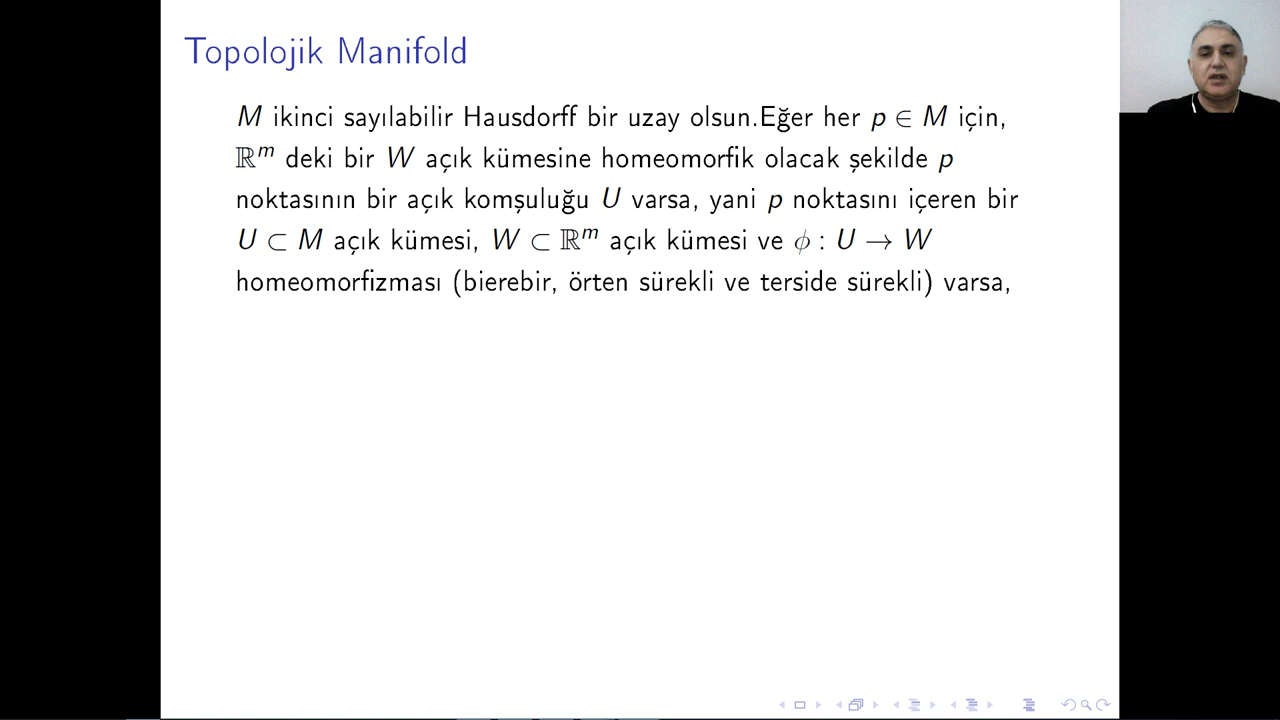 Topolojik Manifold
M ikinci sayılabilir Hausdorff bir uzay olsun.Eğer her p ∈ M için,
ℝᵐ deki bir W açık kümesine homeomorfik olacak şekilde p
noktasının bir açık komşuluğu U varsa, yani p noktasını içeren bir
U ⊂ M açık kümesi, W ⊂ ℝᵐ açık kümesi ve ϕ : U → W
homeomorfizması (bierebir, örten sürekli ve terside sürekli) varsa,